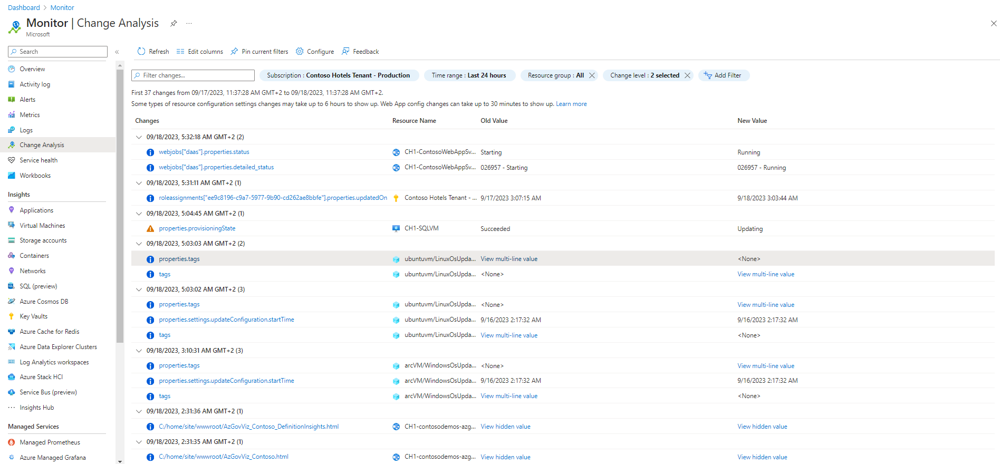 Dashboard > Monitor
Monitor | Change Analysis ...
Microsoft
Search «
Overview
Activity log
Alerts
Metrics
Logs
Change Analysis
Service health
Workbooks
Insights
Applications
Virtual Machines
Storage accounts
Containers
Networks
SQL (preview)
Azure Cosmos DB
Key Vaults
Azure Cache for Redis
Azure Data Explorer Clusters
Log Analytics workspaces
Azure Stack HCI
Service Bus (preview)
Insights Hub
Managed Services
Managed Prometheus
Azure Managed Grafana
Refresh Edit columns Pin current filters Configure Feedback
Filter changes... Subscription : Contoso Hotels Tenant - Production Time range : Last 24 hours Resource group : All Change level : 2 selected Add Filter
First 37 changes from 09/17/2023, 11:37:28 AM GMT+2 to 09/18/2023, 11:37:28 AM GMT+2.
Some types of resource configuration settings changes may take up to 6 hours to show up. Web App config changes can take up to 30 minutes to show up. Learn more
Changes Resource Name Old Value New Value
09/18/2023, 5:32:18 AM GMT+2 (2)
webjobs["daas"].properties.status CH1-ContosoWebAppSv... Starting Running
webjobs["daas"].properties.detailed_status CH1-ContosoWebAppSv... 026957 - Starting 026957 - Running
09/18/2023, 5:31:11 AM GMT+2 (1)
roleassignments["ee9c8196-c9a7-5977-9b90-cd262ae8bbfe"].properties.updatedOn Contoso Hotels Tenant - ... 9/17/2023 3:07:15 AM 9/18/2023 3:03:44 AM
09/18/2023, 5:04:45 AM GMT+2 (1)
properties.provisioningState CH1-SQLVM Succeeded Updating
09/18/2023, 5:03:03 AM GMT+2 (2)
properties.tags ubuntuvm/LinuxOsUpda... View multi-line value <None>
tags ubuntuvm/LinuxOsUpda... <None> View multi-line value
09/18/2023, 5:03:02 AM GMT+2 (3)
properties.tags ubuntuvm/LinuxOsUpda... <None> View multi-line value
properties.settings.updateConfiguration.startTime ubuntuvm/LinuxOsUpda... 9/16/2023 2:17:32 AM 9/16/2023 2:17:32 AM
tags ubuntuvm/LinuxOsUpda... View multi-line value <None>
09/18/2023, 3:10:31 AM GMT+2 (3)
properties.tags arcVM/WindowsOsUpda... <None> View multi-line value
properties.settings.updateConfiguration.startTime arcVM/WindowsOsUpda... 9/16/2023 2:17:32 AM 9/16/2023 2:17:32 AM
tags arcVM/WindowsOsUpda... View multi-line value <None>
09/18/2023, 2:31:36 AM GMT+2 (1)
C:/home/site/wwwroot/AzGovViz_Contoso_DefinitionInsights.html CH1-contosodemos-azg... View hidden value View hidden value
09/18/2023, 2:31:35 AM GMT+2 (1)
C:/home/site/wwwroot/AzGovViz_Contoso.html CH1-contosodemos-azg... View hidden value View hidden value